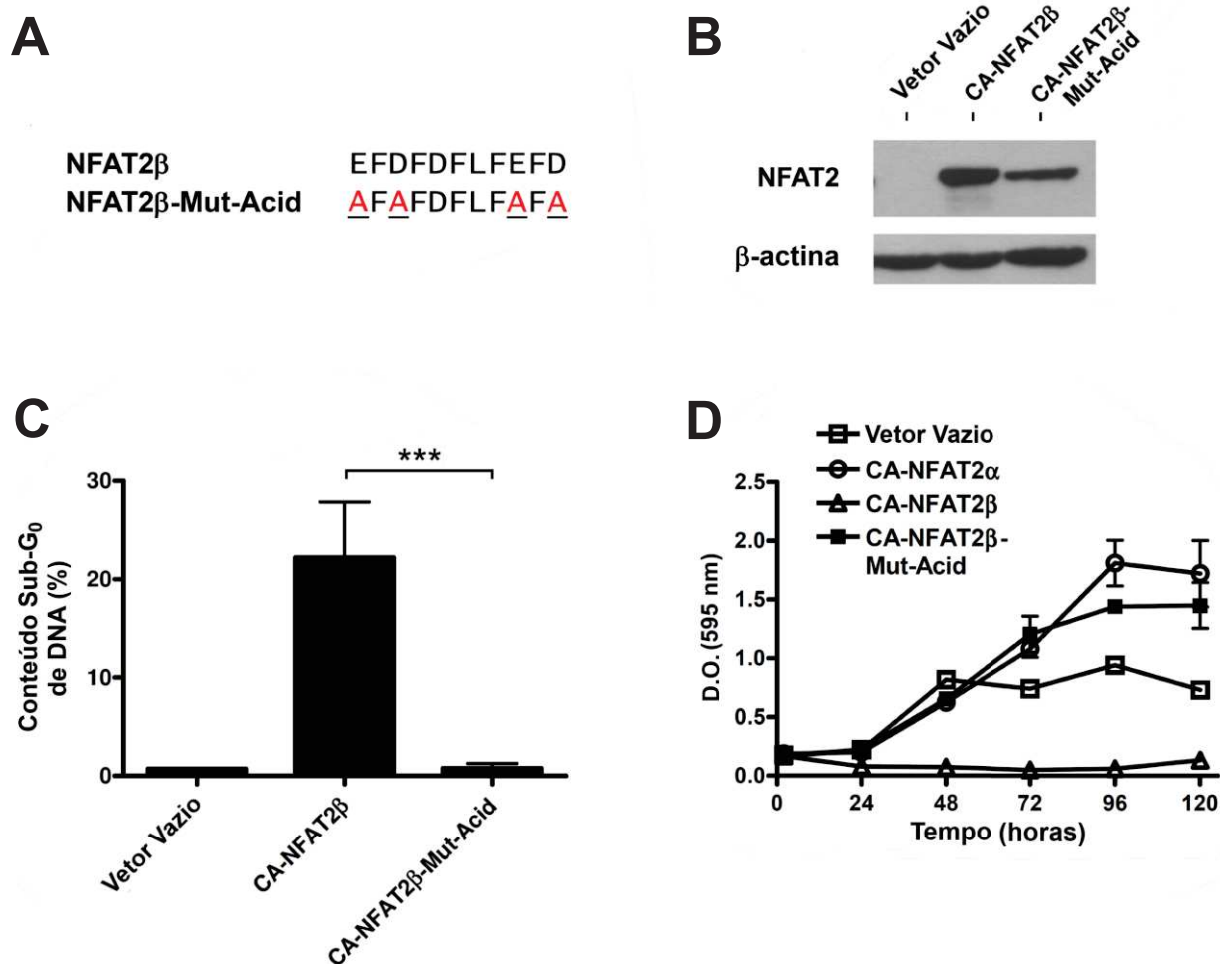 A
NFAT2β EFDFDFLFEFD
NFAT2β-Mut-Acid AFAFDFLFAFA
B
Vetor Vazio
CA-NFAT2β
CA-NFAT2β-
Mut-Acid
NFAT2
β-actina
C
***
30
20
10
0
Conteúdo Sub-G₀
de DNA (%)
Vetor Vazio
CA-NFAT2β
CA-NFAT2β-Mut-Acid
D
Vetor Vazio
CA-NFAT2α
CA-NFAT2β
CA-NFAT2β-
Mut-Acid
2.5
2.0
1.5
1.0
0.5
0.0
D.O. (595 nm)
0 24 48 72 96 120
Tempo (horas)